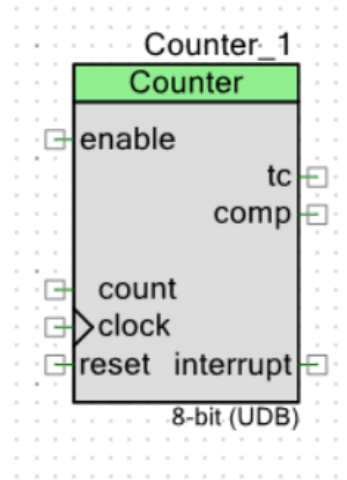 Counter_1
Counter
enable
tc
comp
count
clock
reset interrupt
8-bit (UDB)